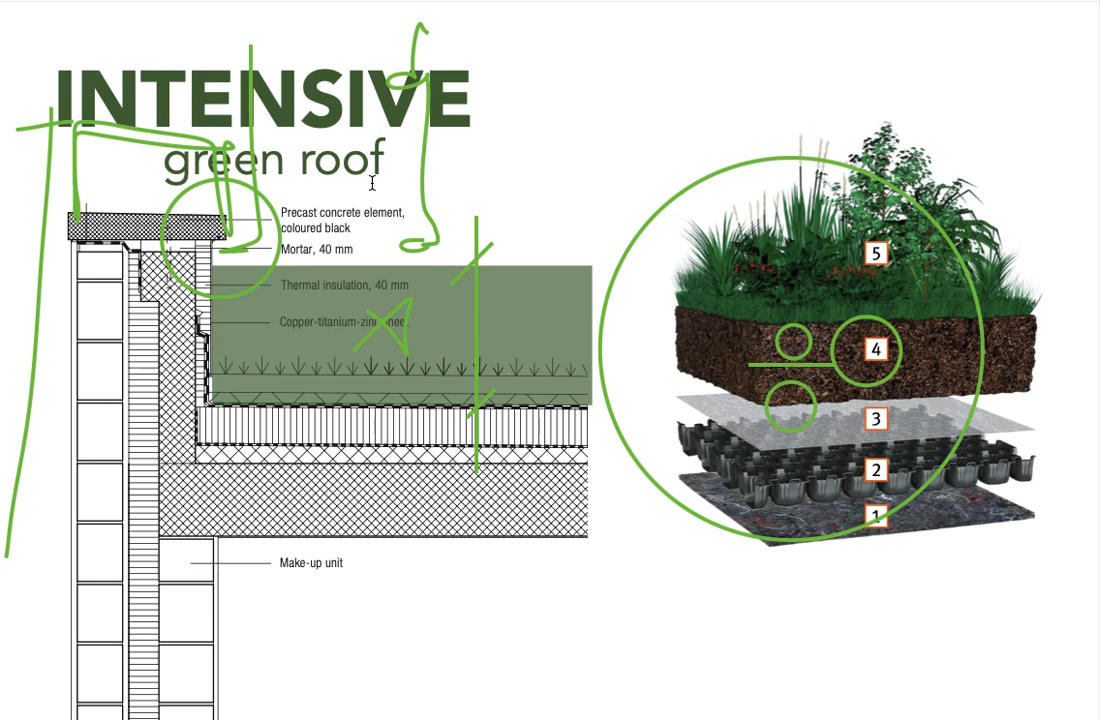 INTENSIVE
green roof
Precast concrete element,
coloured black
Mortar, 40 mm
Thermal insulation, 40 mm
Make-up unit
5
4
3
2
1